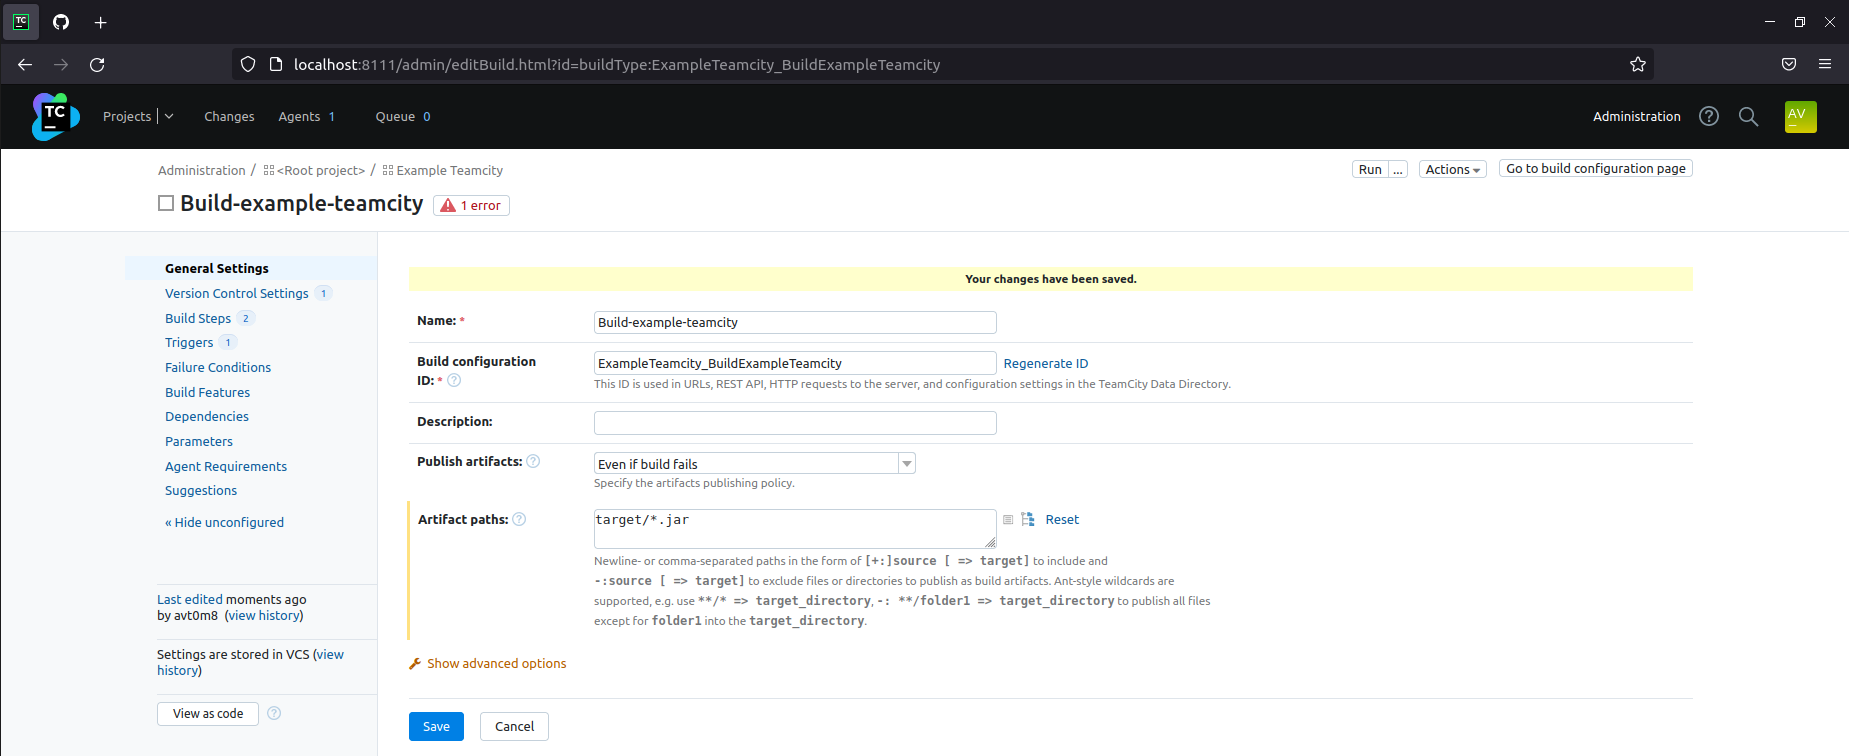 TC
localhost:8111/admin/editBuild.html?id=buildType:ExampleTeamcity_BuildExampleTeamcity
TC
Projects
Changes
Agents 1
Queue 0
Administration
AV
Administration / <Root project> / Example Teamcity
Run ...
Actions
Go to build configuration page
Build-example-teamcity
1 error
General Settings
Version Control Settings 1
Build Steps 2
Triggers 1
Failure Conditions
Build Features
Dependencies
Parameters
Agent Requirements
Suggestions
« Hide unconfigured
Last edited moments ago
by avt0m8 (view history)
Settings are stored in VCS (view
history)
View as code ?
Your changes have been saved.
Name: * Build-example-teamcity
Build configuration
ID: * ?
ExampleTeamcity_BuildExampleTeamcity Regenerate ID
This ID is used in URLs, REST API, HTTP requests to the server, and configuration settings in the TeamCity Data Directory.
Description:
Publish artifacts: ? Even if build fails
Specify the artifacts publishing policy.
Artifact paths: ? target/*.jar Reset
Newline- or comma-separated paths in the form of [+:]source [ => target] to include and
-:source [ => target] to exclude files or directories to publish as build artifacts. Ant-style wildcards are
supported, e.g. use **/* => target_directory, -: **/folder1 => target_directory to publish all files
except for folder1 into the target_directory.
Show advanced options
Save Cancel